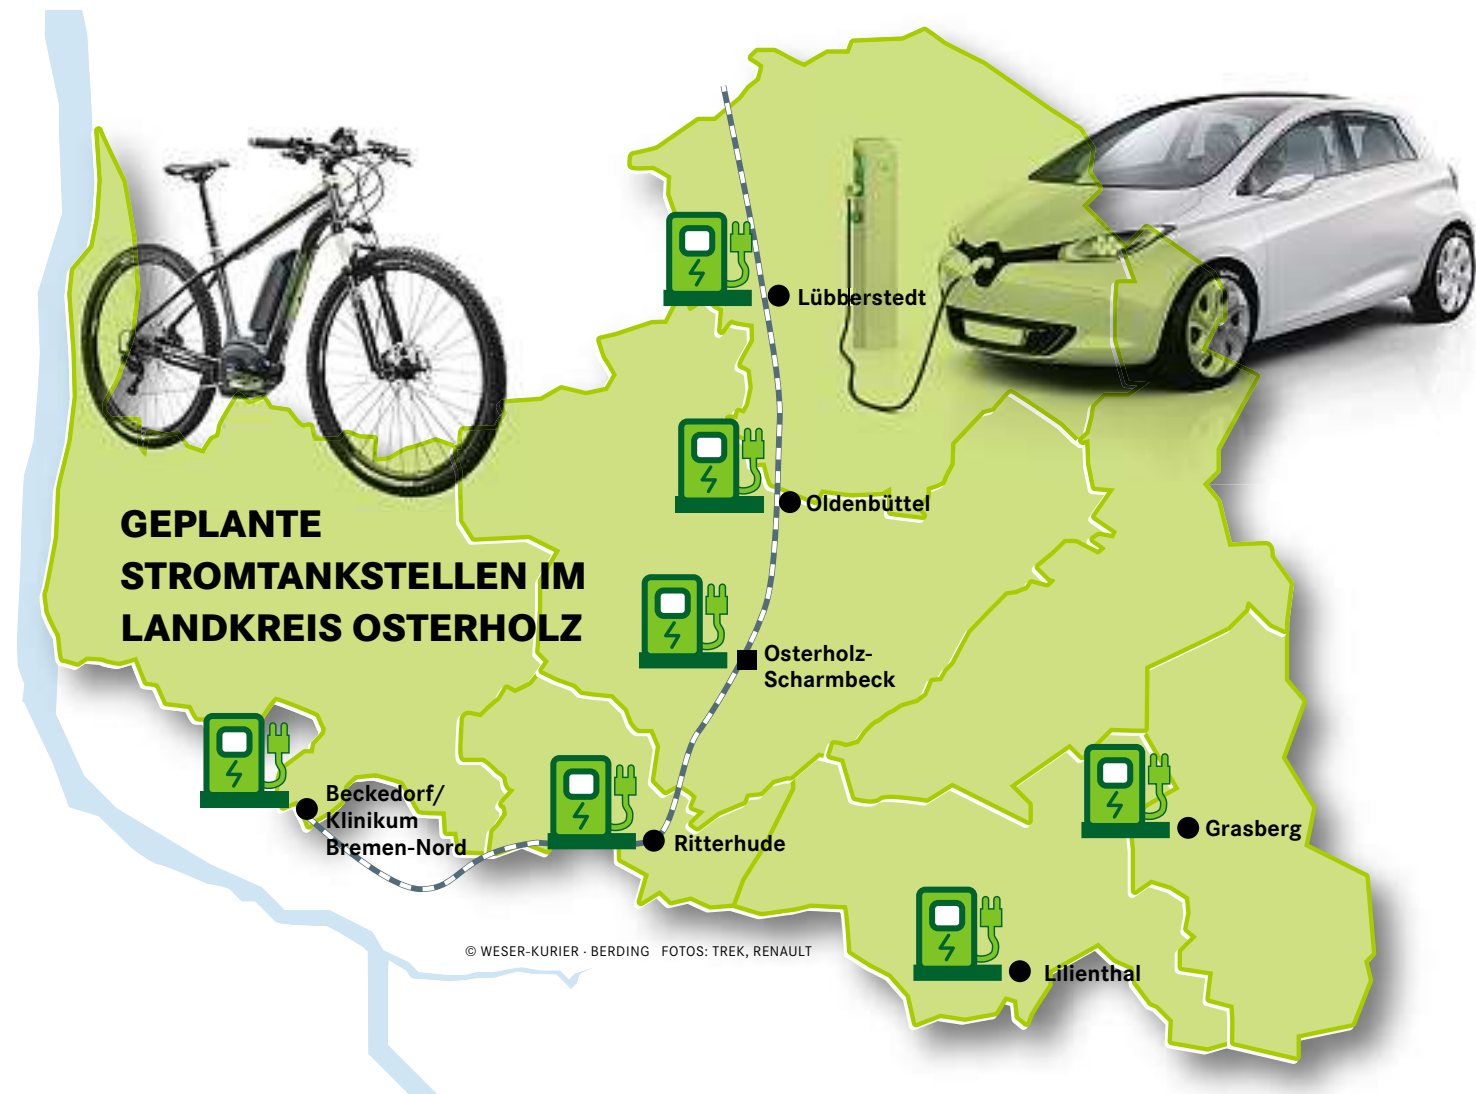 GEPLANTE
STROMTANKSTELLEN IM
LANDKREIS OSTERHOLZ
Lübberstedt
Oldenbüttel
Osterholz-
Scharmbeck
Beckedorf/
Klinikum
Bremen-Nord
Ritterhude
Grasberg
Lilienthal
© WESER-KURIER · BERDING FOTOS: TREK, RENAULT